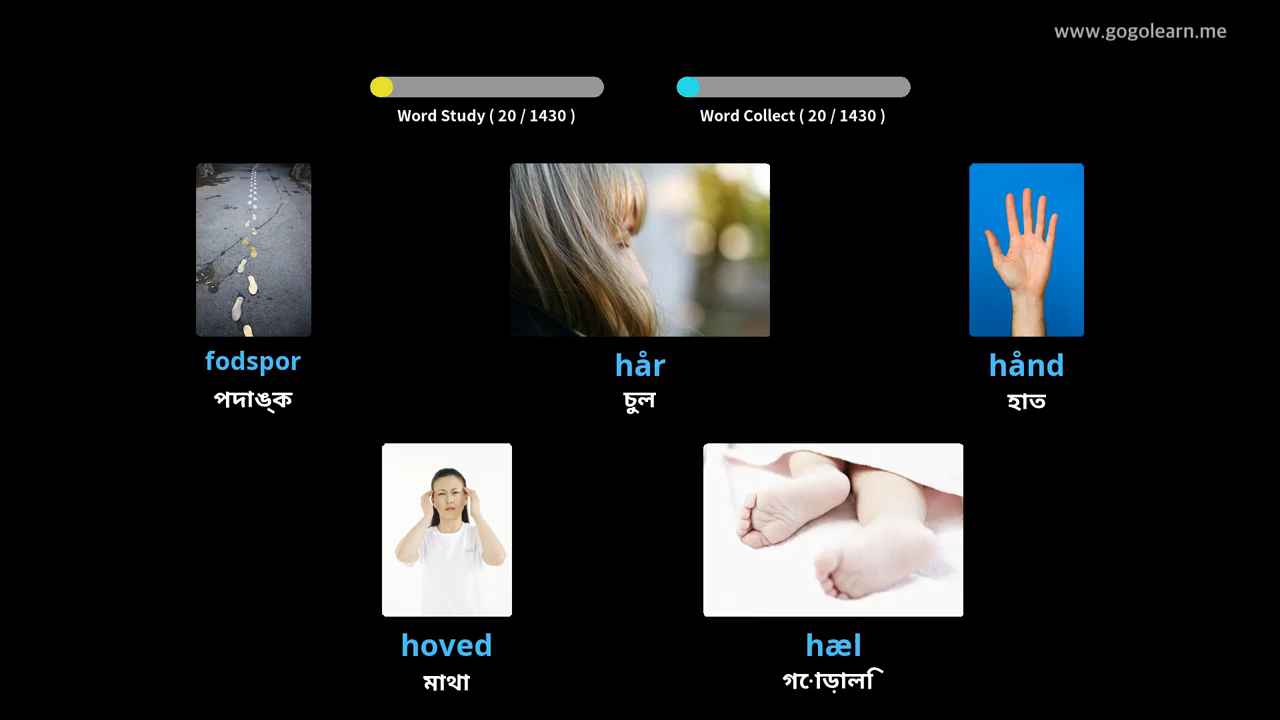 www.gogolearn.me
Word Study ( 20 / 1430 )
Word Collect ( 20 / 1430 )
fodspor
hår
hånd
পদাঙ্ক
চুল
হাত
hoved
hæl
মাথা
গোড়ালি